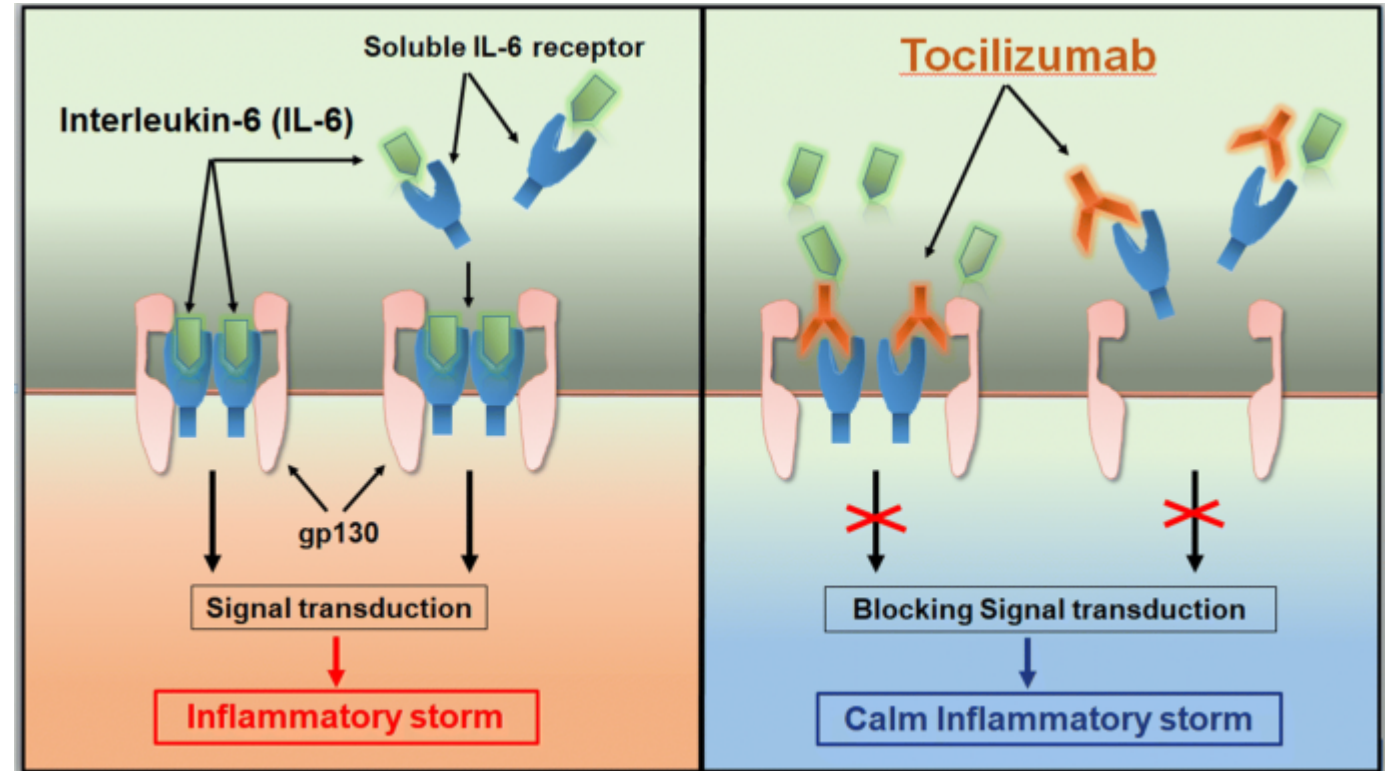 Soluble IL-6 receptor
Interleukin-6 (IL-6)
gp130
Signal transduction
Inflammatory storm
Tocilizumab
Blocking Signal transduction
Calm Inflammatory storm